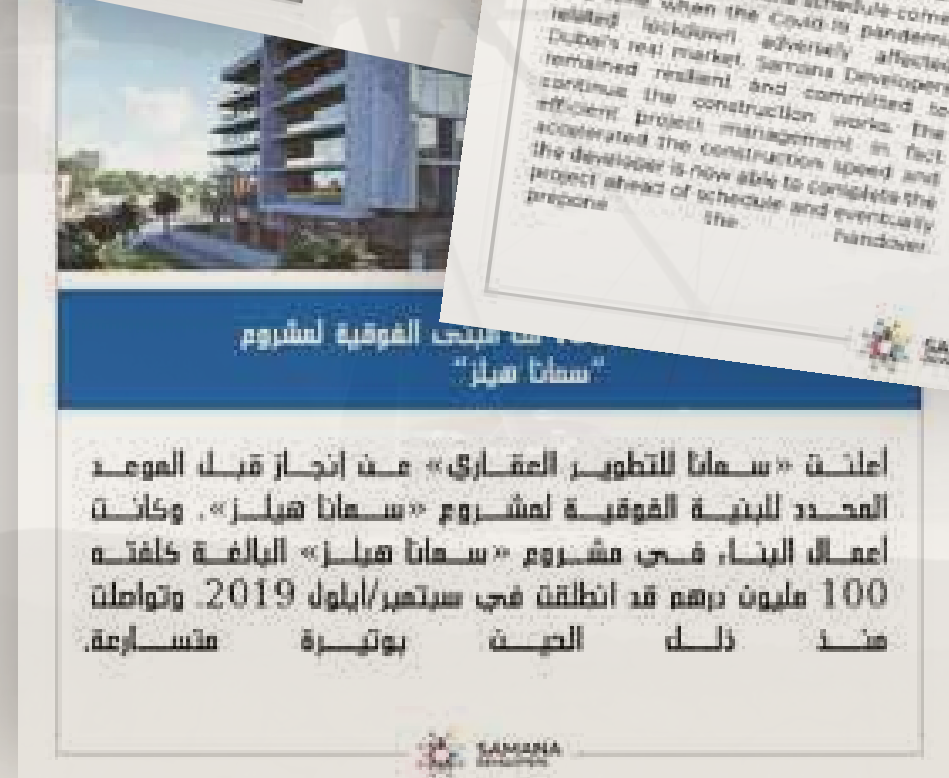 schedule
when the Covid-19 pandemic
related lockdown adversely affected
Dubai's real market, Samana Developers
remained resilient and committed to
continue the construction works. The
efficient project management in fact
accelerated the construction speed and
the developer is now able to complete the
project ahead of schedule and eventually
prepone the handover
الفوقية لمشروع
"سمانا هيلز"
أعلنت «سمانا للتطوير العقاري» عن إنجاز قبل الموعد
المحدد للبنية الفوقية لمشروع «سمانا هيلز». وكانت
أعمال البناء في مشروع «سمانا هيلز» البالغة كلفته
100 مليون درهم قد انطلقت في سبتمبر/أيلول 2019. وتواصلت
منذ ذلك الحين بوتيرة متسارعة.
SAMANA
DEVELOPERS